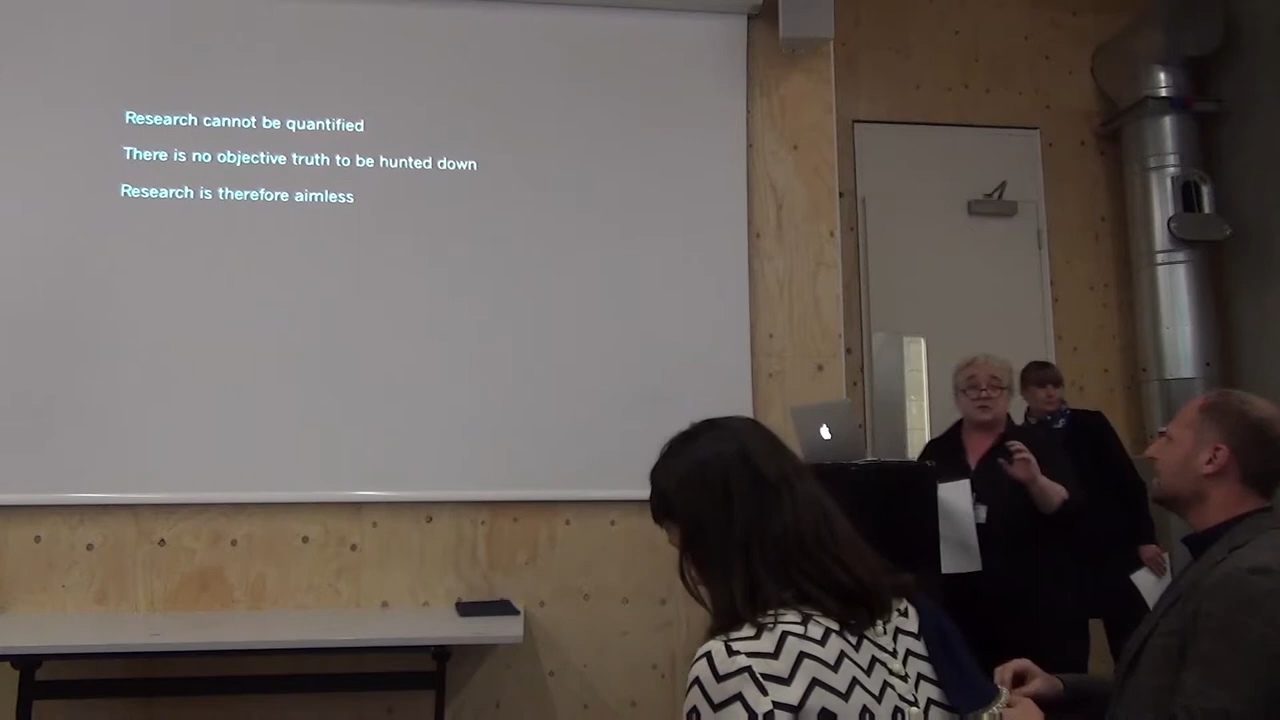 Research cannot be quantified
There is no objective truth to be hunted down
Research is therefore aimless